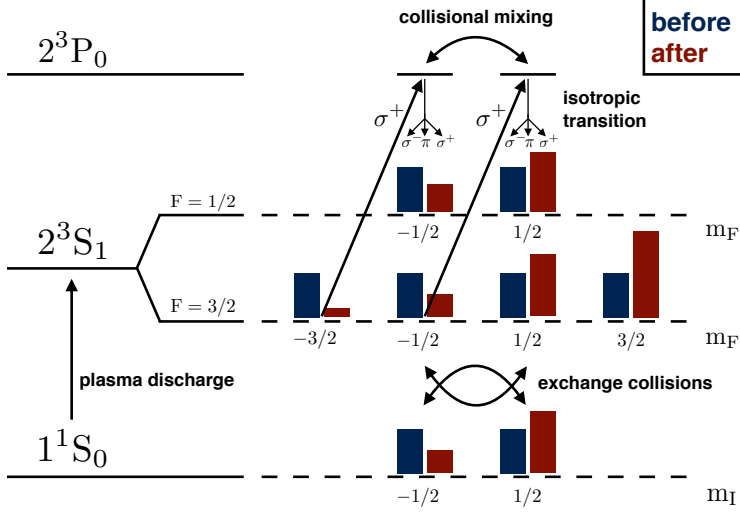 before
after
collisional mixing
2³P₀
σ⁺ σ⁺
isotropic
transition
σ⁻ π σ⁺ σ⁻ π σ⁺
F = 1/2
−1/2 1/2 m_F
2³S₁
F = 3/2
−3/2 −1/2 1/2 3/2 m_F
plasma discharge
exchange collisions
1¹S₀
−1/2 1/2 m_I